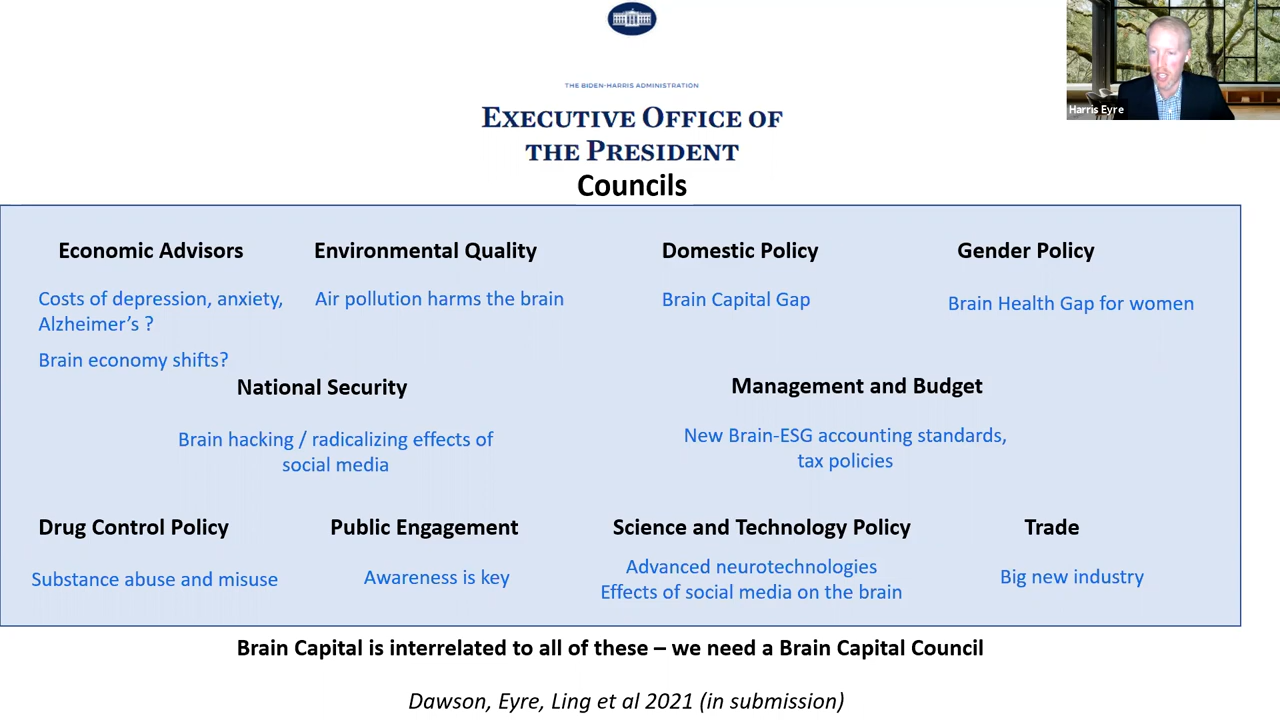 THE BIDEN-HARRIS ADMINISTRATION
EXECUTIVE OFFICE OF
THE PRESIDENT
Councils
Harris Eyre
Economic Advisors
Environmental Quality
Domestic Policy
Gender Policy
Costs of depression, anxiety,
Alzheimer's ?
Brain economy shifts?
Air pollution harms the brain
Brain Capital Gap
Brain Health Gap for women
National Security
Management and Budget
Brain hacking / radicalizing effects of
social media
New Brain-ESG accounting standards,
tax policies
Drug Control Policy
Public Engagement
Science and Technology Policy
Trade
Substance abuse and misuse
Awareness is key
Advanced neurotechnologies
Effects of social media on the brain
Big new industry
Brain Capital is interrelated to all of these – we need a Brain Capital Council
Dawson, Eyre, Ling et al 2021 (in submission)